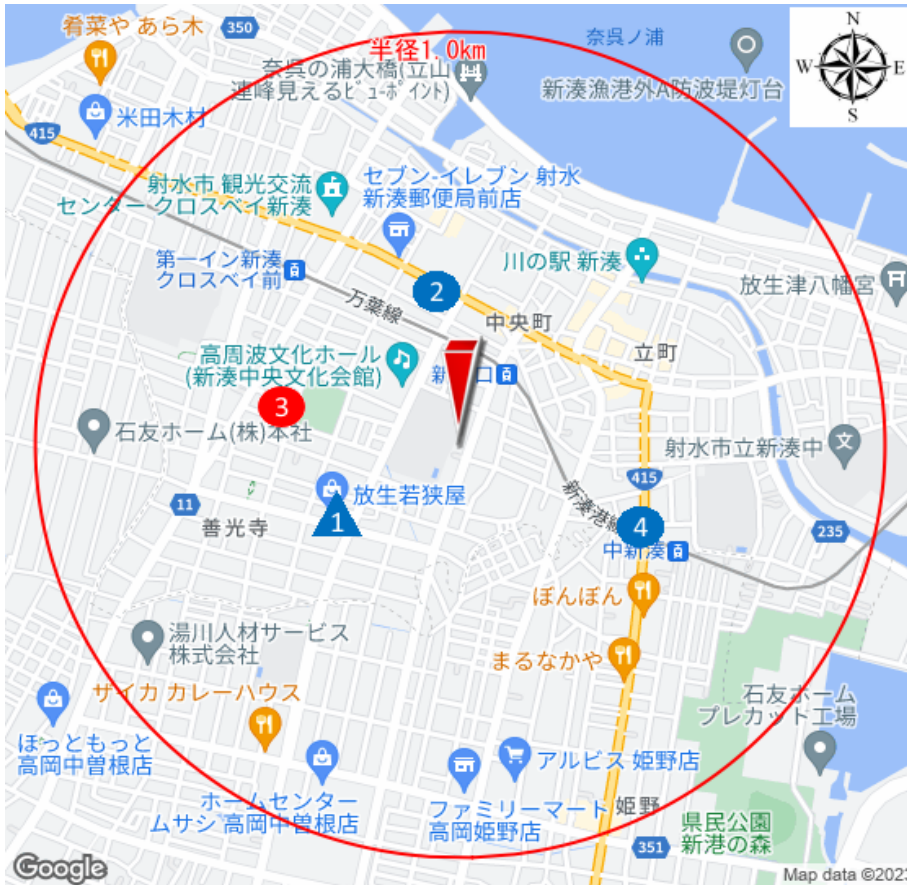 肴菜や あら木
350
半径1.0km
奈呉ノ浦
N
W
E
S
奈呉の浦大橋(立山
連峰見えるビューポイント)
新湊漁港外A防波堤灯台
米田木村
415
射水市 観光交流
センター クロスベイ新湊
セブン-イレブン 射水
新湊郵便局前店
第一イン新湊
クロスベイ前
川の駅 新湊
放生津八幡宮
2
万葉線
中央町
立町
高周波文化ホール
(新湊中央文化会館)
新
口
3
石友ホーム(株)本社
射水市立新湊中
415
放生若狭屋
11
善光寺
1
新湊港線
4
235
中新湊
ぼんぼん
湯川人材サービス
株式会社
まるなかや
ザイカ カレーハウス
石友ホーム
プレカット工場
ほっともっと
高岡中曽根店
アルビス 姫野店
ホームセンター
ムサシ 高岡中曽根店
ファミリーマート
高岡姫野店
姫野
県民公園
新港の森
351
Google
Map data ©2023